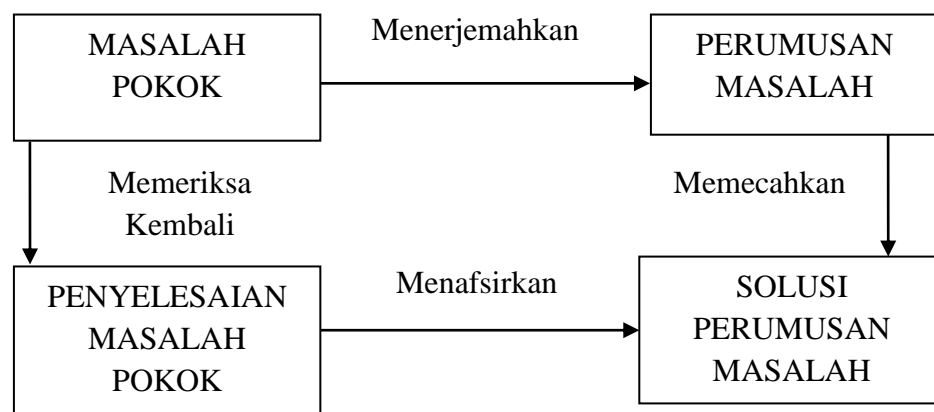 MASALAH
POKOK
Menerjemahkan
PERUMUSAN
MASALAH
Memeriksa
Kembali
Memecahkan
PENYELESAIAN
MASALAH
POKOK
Menafsirkan
SOLUSI
PERUMUSAN
MASALAH